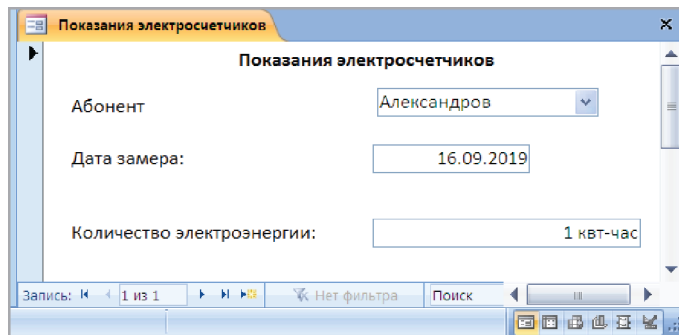 Показания электросчетчиков
Показания электросчетчиков
Абонент
Александров
Дата замера:
16.09.2019
Количество электроэнергии:
1 квт-час
Запись: 1 из 1 Нет фильтра Поиск